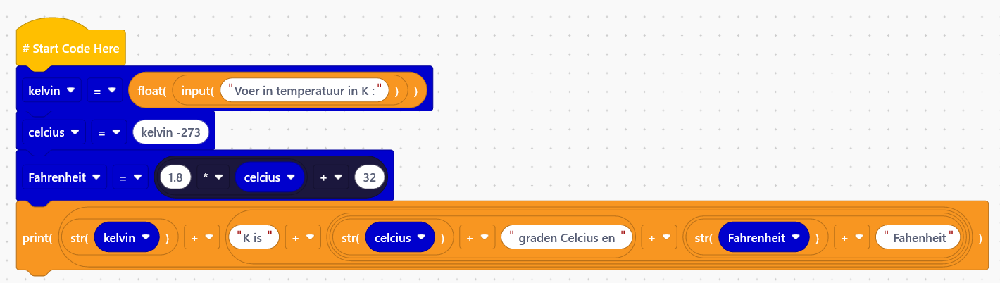 # Start Code Here
kelvin = float( input( "Voer in temperatuur in K :" ) )
celcius = kelvin -273
Fahrenheit = 1.8 * celcius + 32
print( str( kelvin ) + "K is " + str( celcius ) + " graden Celcius en " + str( Fahrenheit ) + " Fahenheit" )